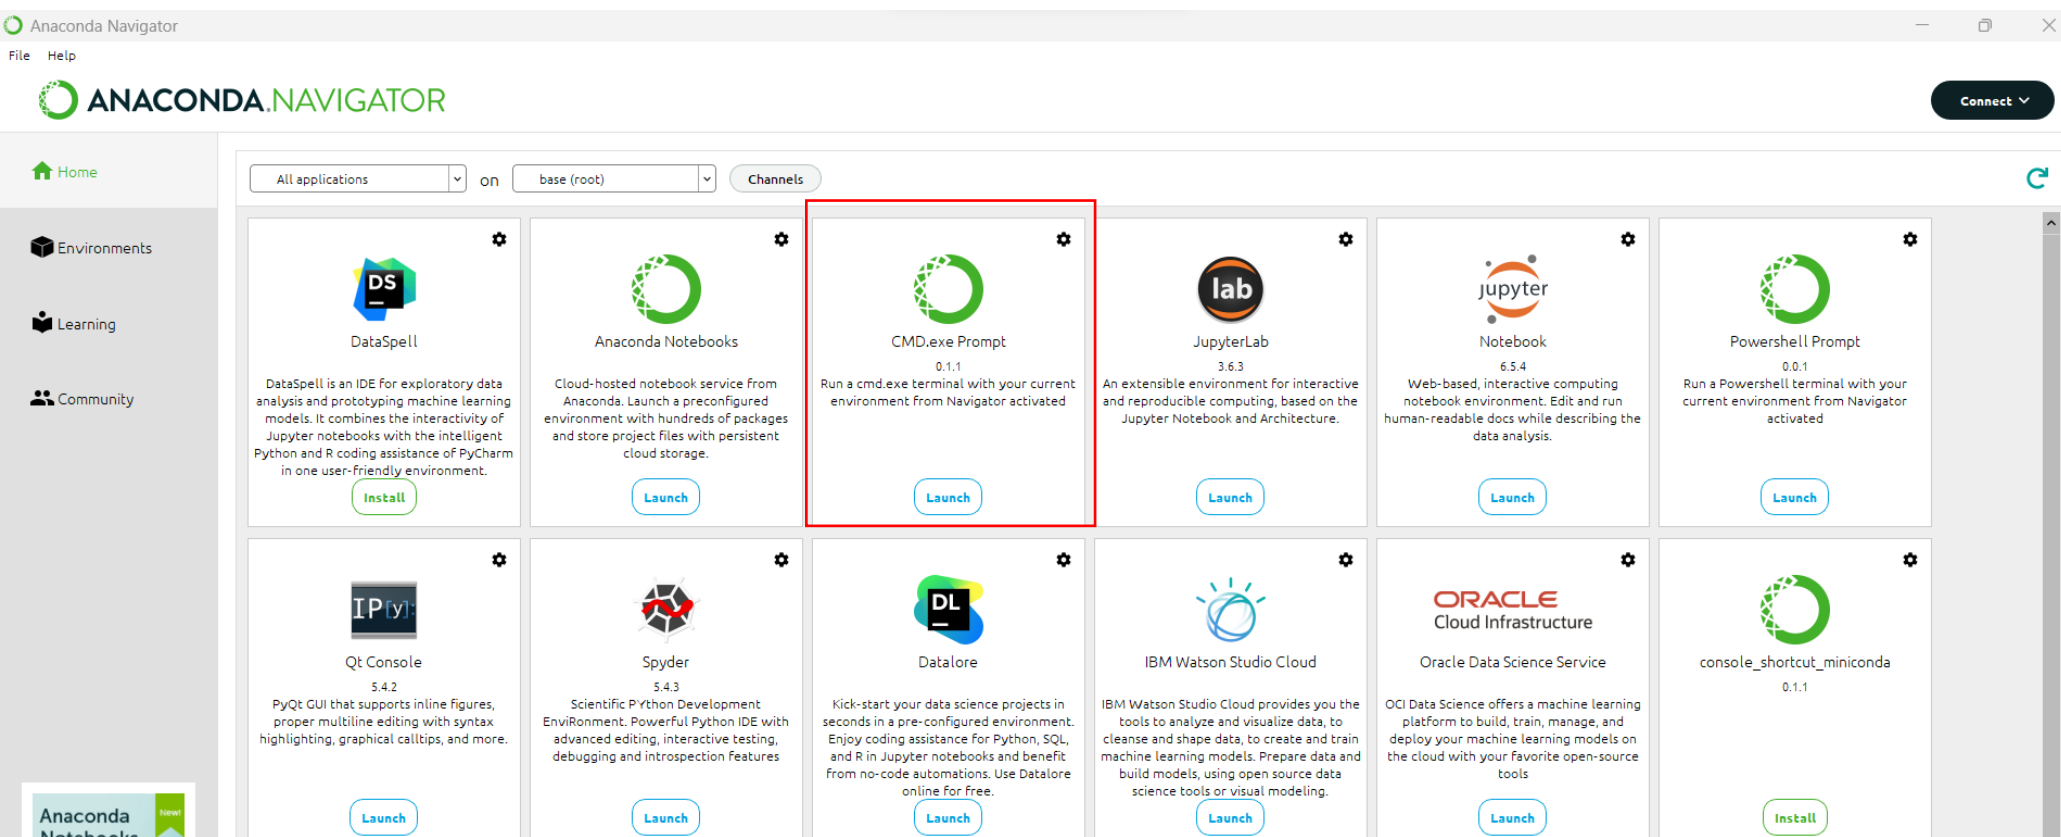 Anaconda Navigator
File Help
ANACONDA.NAVIGATOR
Connect
Home
Environments
Learning
Community
All applications on base (root) Channels
DS
DataSpell
DataSpell is an IDE for exploratory data
analysis and prototyping machine learning
models. It combines the interactivity of
Jupyter notebooks with the intelligent
Python and R coding assistance of PyCharm
in one user-friendly environment.
Install
Anaconda Notebooks
Cloud-hosted notebook service from
Anaconda. Launch a preconfigured
environment with hundreds of packages
and store project files with persistent
cloud storage.
Launch
CMD.exe Prompt
0.1.1
Run a cmd.exe terminal with your current
environment from Navigator activated
Launch
lab
JupyterLab
3.6.3
An extensible environment for interactive
and reproducible computing, based on the
Jupyter Notebook and Architecture.
Launch
jupyter
Notebook
6.5.4
Web-based, interactive computing
notebook environment. Edit and run
human-readable docs while describing the
data analysis.
Launch
Powershell Prompt
0.0.1
Run a Powershell terminal with your
current environment from Navigator
activated
Launch
IP[y]:
Qt Console
5.4.2
PyQt GUI that supports inline figures,
proper multiline editing with syntax
highlighting, graphical calltips, and more.
Launch
Spyder
5.4.3
Scientific PYthon Development
EnviRonment. Powerful Python IDE with
advanced editing, interactive testing,
debugging and introspection features
Launch
DL
Datalore
Kick-start your data science projects in
seconds in a pre-configured environment.
Enjoy coding assistance for Python, SQL,
and R in Jupyter notebooks and benefit
from no-code automations. Use Datalore
online for free.
Launch
IBM Watson Studio Cloud
IBM Watson Studio Cloud provides you the
tools to analyze and visualize data, to
cleanse and shape data, to create and train
machine learning models. Prepare data and
build models, using open source data
science tools or visual modeling.
Launch
ORACLE
Cloud Infrastructure
Oracle Data Science Service
OCI Data Science offers a machine learning
platform to build, train, manage, and
deploy your machine learning models on
the cloud with your favorite open-source
tools
Launch
console_shortcut_miniconda
0.1.1
Install
Anaconda
Notebooks
New!